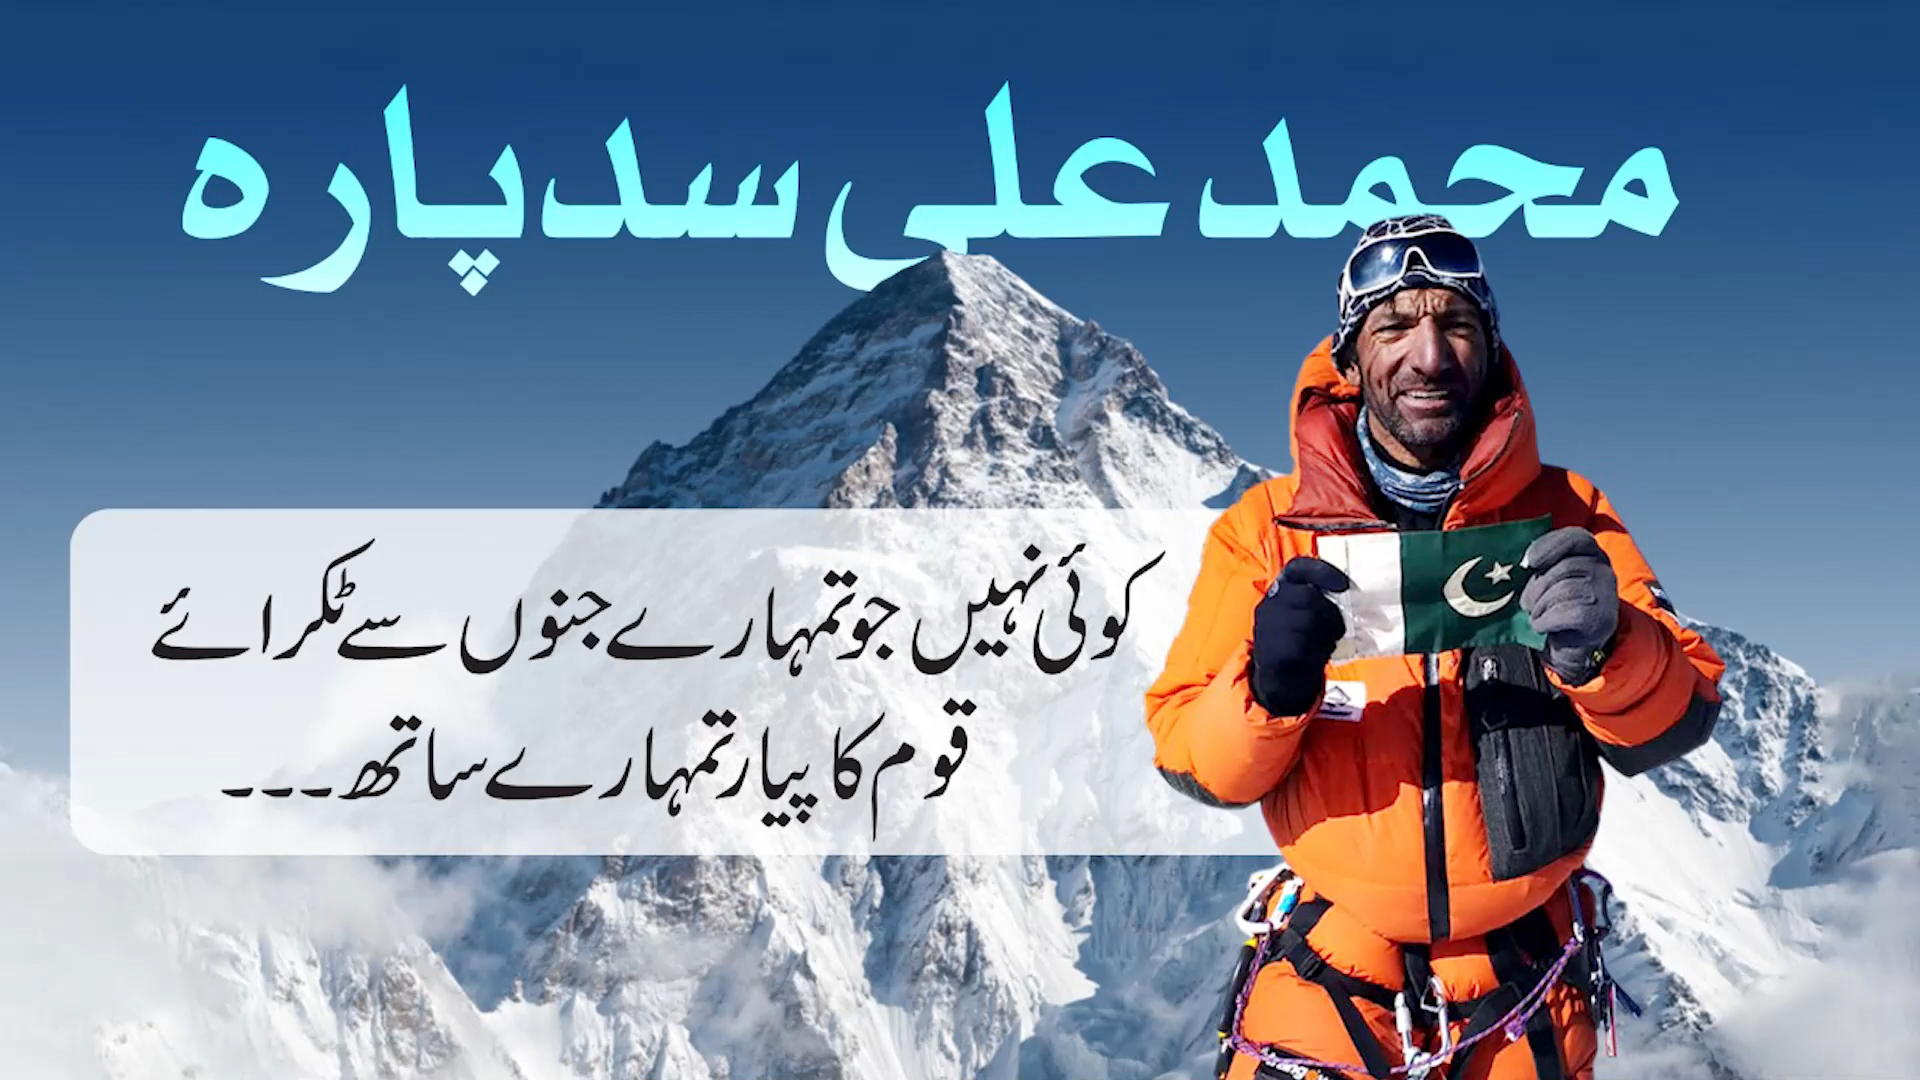 محمد علی سدپارہ
کوئی نہیں جو تمہارے جنوں سے ٹکرائے
قوم کا پیار تمہارے ساتھ۔۔۔